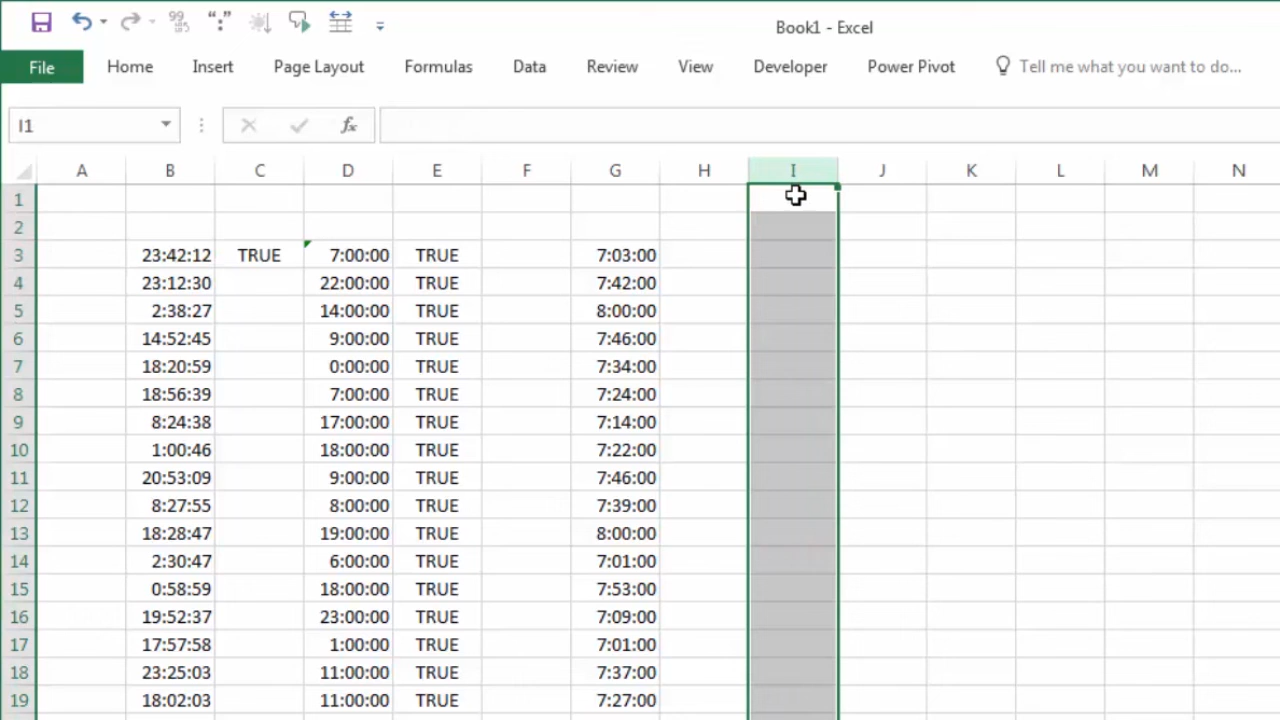 Book1 - Excel
File Home Insert Page Layout Formulas Data Review View Developer Power Pivot Tell me what you want to do...
I1 fx
A B C D E F G H I J K L M N
1
2
3 23:42:12 TRUE 7:00:00 TRUE 7:03:00
4 23:12:30 22:00:00 TRUE 7:42:00
5 2:38:27 14:00:00 TRUE 8:00:00
6 14:52:45 9:00:00 TRUE 7:46:00
7 18:20:59 0:00:00 TRUE 7:34:00
8 18:56:39 7:00:00 TRUE 7:24:00
9 8:24:38 17:00:00 TRUE 7:14:00
10 1:00:46 18:00:00 TRUE 7:22:00
11 20:53:09 9:00:00 TRUE 7:46:00
12 8:27:55 8:00:00 TRUE 7:39:00
13 18:28:47 19:00:00 TRUE 8:00:00
14 2:30:47 6:00:00 TRUE 7:01:00
15 0:58:59 18:00:00 TRUE 7:53:00
16 19:52:37 23:00:00 TRUE 7:09:00
17 17:57:58 1:00:00 TRUE 7:01:00
18 23:25:03 11:00:00 TRUE 7:37:00
19 18:02:03 11:00:00 TRUE 7:27:00